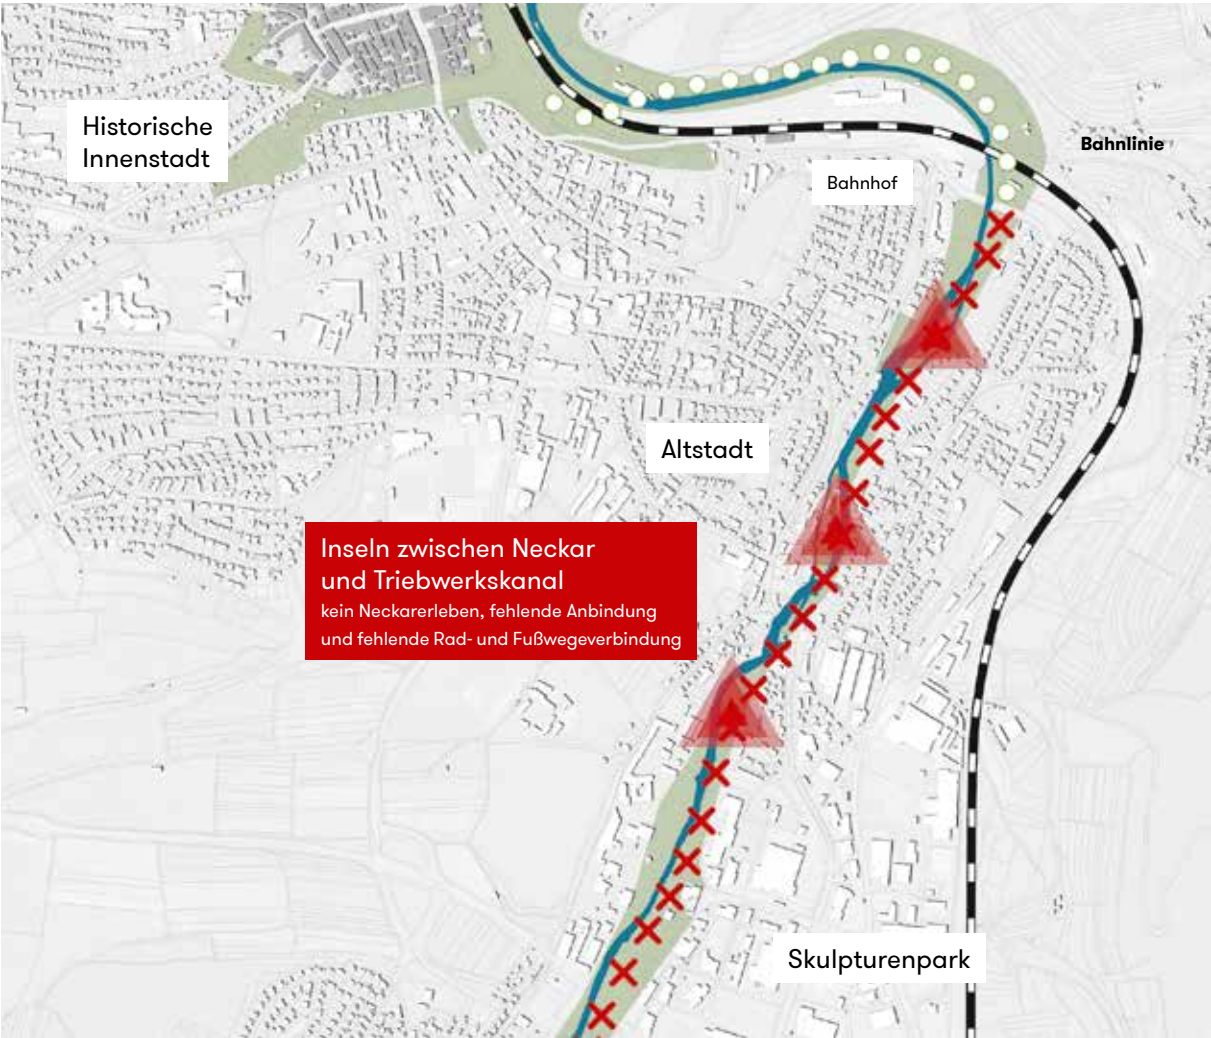 Historische
Innenstadt
Bahnlinie
Bahnhof
Altstadt
Inseln zwischen Neckar
und Triebwerkskanal
kein Neckarerleben, fehlende Anbindung
und fehlende Rad- und Fußwegeverbindung
Skulpturenpark